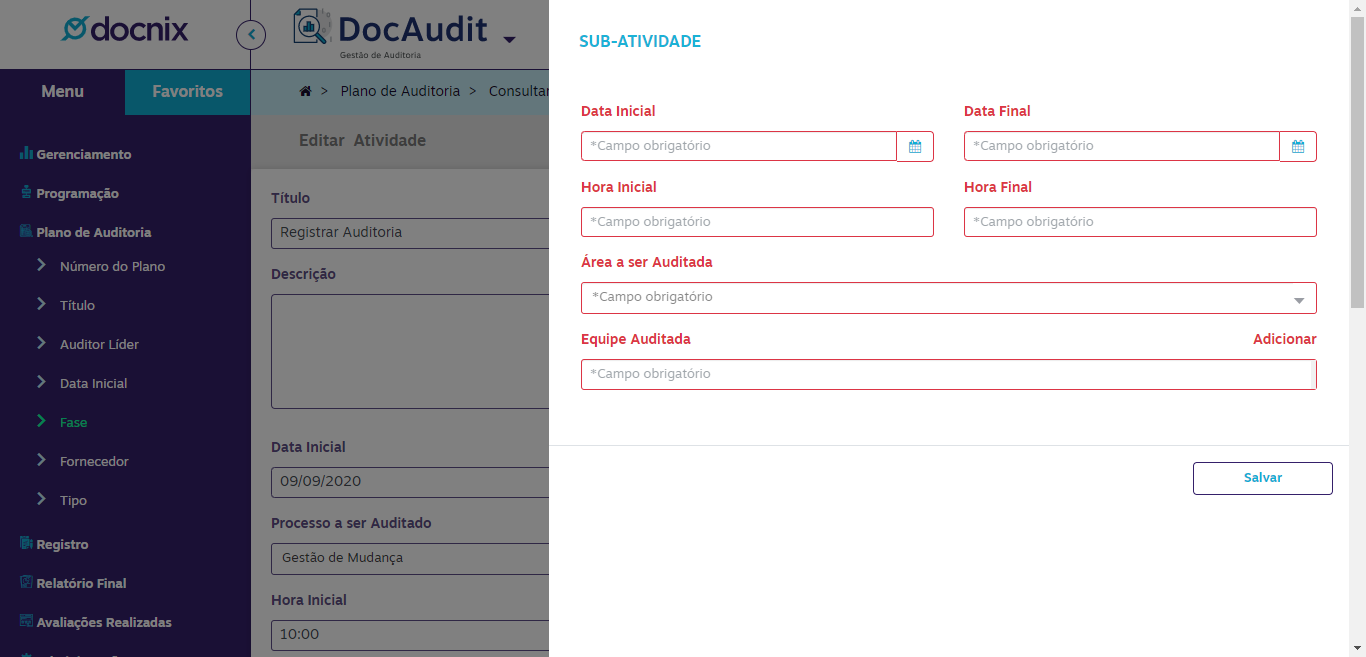 docnix
DocAudit
Gestão de Auditoria
Menu
Favoritos
> Plano de Auditoria > Consultar
Editar Atividade
Gerenciamento
Programação
Plano de Auditoria
Número do Plano
Título
Auditor Líder
Data Inicial
Fase
Fornecedor
Tipo
Registro
Relatório Final
Avaliações Realizadas
Título
Registrar Auditoria
Descrição
Data Inicial
09/09/2020
Processo a ser Auditado
Gestão de Mudança
Hora Inicial
10:00
SUB-ATIVIDADE
Data Inicial
*Campo obrigatório
Data Final
*Campo obrigatório
Hora Inicial
*Campo obrigatório
Hora Final
*Campo obrigatório
Área a ser Auditada
*Campo obrigatório
Equipe Auditada
Adicionar
*Campo obrigatório
Salvar